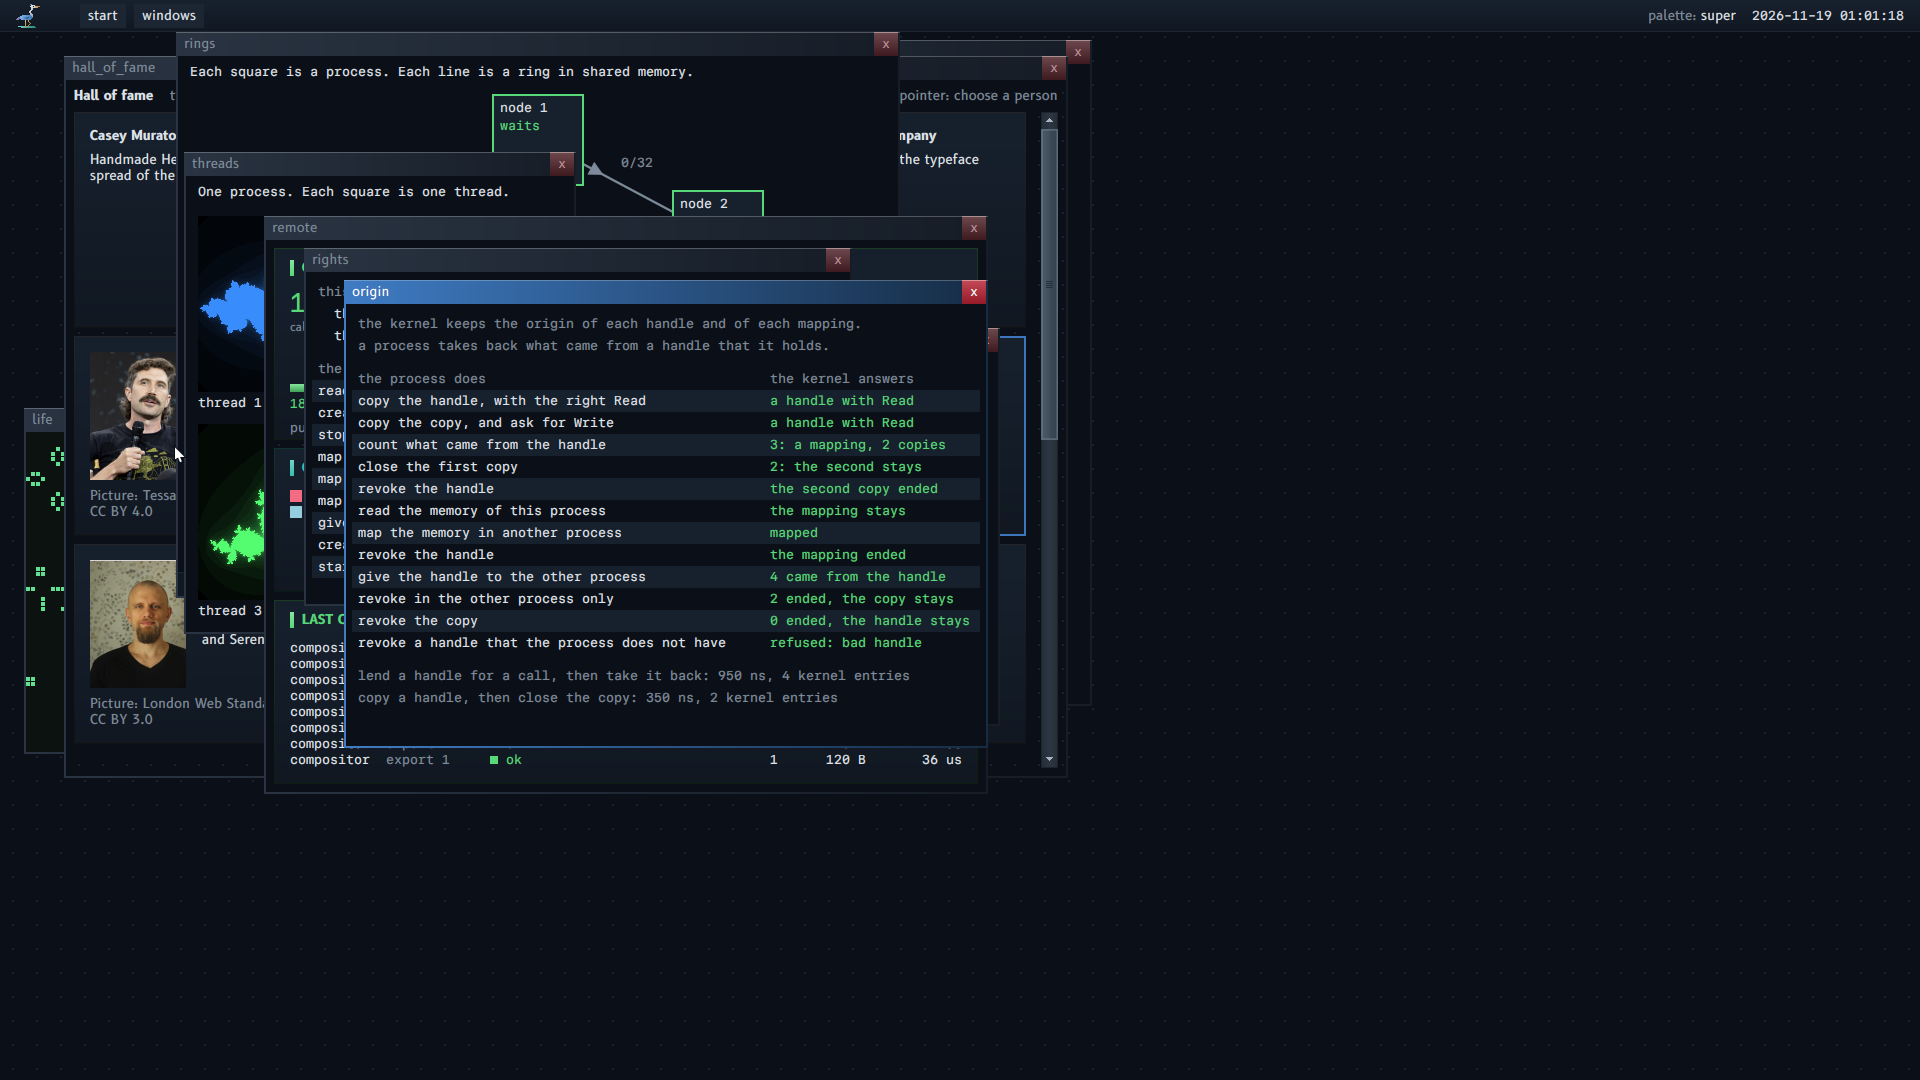 start
windows
palette: super
2026-11-19 01:01:18
rings
x
x
hall_of_fame
x
Each square is a process. Each line is a ring in shared memory.
Hall of fame
pointer: choose a person
node 1
waits
Casey
Handmade
spread of the
the typeface
threads
x
0/32
One process. Each square is one thread.
node 2
remote
x
rights
x
origin
x
the kernel keeps the origin of each handle and of each mapping.
a process takes back what came from a handle that it holds.
the process does
the kernel answers
copy the handle, with the right Read
a handle with Read
copy the copy, and ask for Write
a handle with Read
count what came from the handle
3: a mapping, 2 copies
close the first copy
2: the second stays
revoke the handle
the second copy ended
read the memory of this process
the mapping stays
map the memory in another process
mapped
revoke the handle
the mapping ended
give the handle to the other process
4 came from the handle
revoke in the other process only
2 ended, the copy stays
revoke the copy
0 ended, the handle stays
revoke a handle that the process does not have
refused: bad handle
lend a handle for a call, then take it back: 950 ns, 4 kernel entries
copy a handle, then close the copy: 350 ns, 2 kernel entries
the
map
map
map
thread 1
life
Picture: Tessa
CC BY 4.0
thread 3
and
LAST
Picture: London Web
CC BY 3.0
compositor export 1 ok 1 120 B 36 us